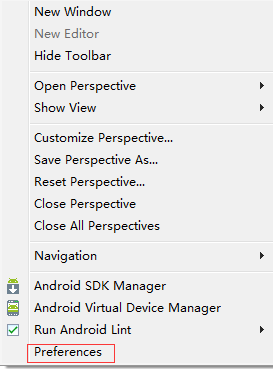 New Window
New Editor
Hide Toolbar
Open Perspective
Show View
Customize Perspective...
Save Perspective As...
Reset Perspective...
Close Perspective
Close All Perspectives
Navigation
Android SDK Manager
Android Virtual Device Manager
Run Android Lint
Preferences